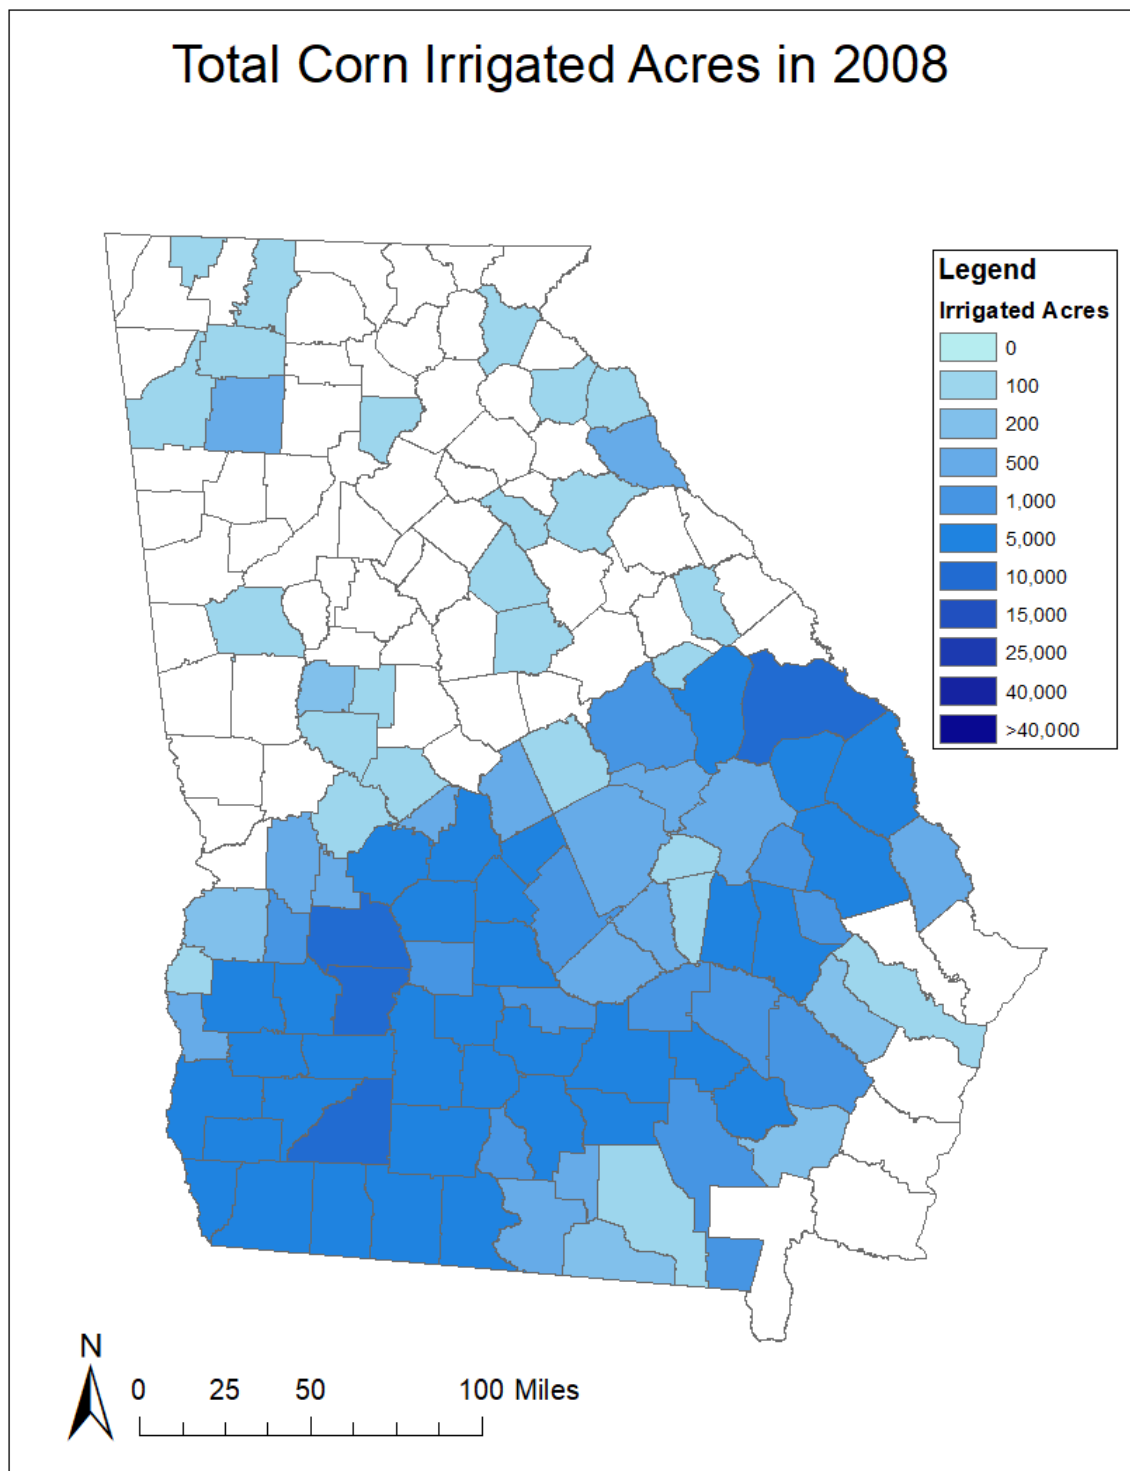 Total Corn Irrigated Acres in 2008
Legend
Irrigated Acres
0
100
200
500
1,000
5,000
10,000
15,000
25,000
40,000
>40,000
N
0 25 50 100 Miles